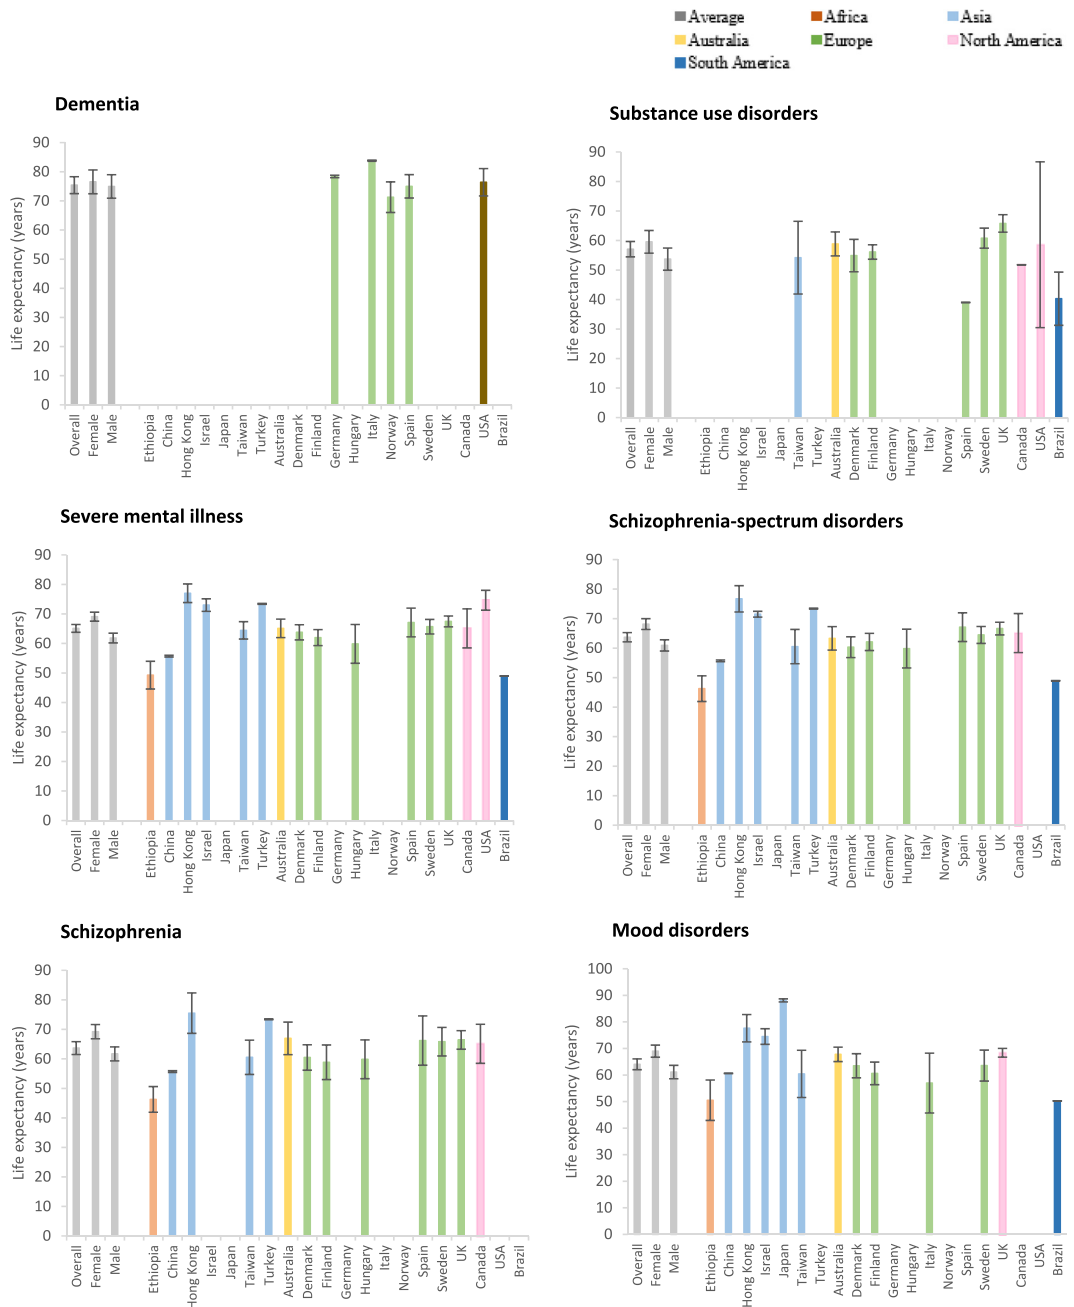 Average Africa Asia
Australia Europe North America
South America
Dementia
Life expectancy (years)
90
80
70
60
50
40
30
20
10
0
Overall Female Male Ethiopia China Hong Kong Israel Japan Taiwan Turkey Australia Denmark Finland Germany Hungary Italy Norway Spain Sweden UK Canada USA Brazil
Substance use disorders
Life expectancy (years)
90
80
70
60
50
40
30
20
10
0
Overall Female Male Ethiopia China Hong Kong Israel Japan Taiwan Turkey Australia Denmark Finland Germany Hungary Italy Norway Spain Sweden UK Canada USA Brazil
Severe mental illness
Life expectancy (years)
90
80
70
60
50
40
30
20
10
0
Overall Female Male Ethiopia China Hong Kong Israel Japan Taiwan Turkey Australia Denmark Finland Germany Hungary Italy Norway Spain Sweden UK Canada USA Brazil
Schizophrenia-spectrum disorders
Life expectancy (years)
90
80
70
60
50
40
30
20
10
0
Overall Female Male Ethiopia China Hong Kong Israel Japan Taiwan Turkey Australia Denmark Finland Germany Hungary Italy Norway Spain Sweden UK Canada USA Brzail
Schizophrenia
Life expectancy (years)
90
80
70
60
50
40
30
20
10
0
Overall Female Male Ethiopia China Hong Kong Israel Japan Taiwan Turkey Australia Denmark Finland Germany Hungary Italy Norway Spain Sweden UK Canada USA Brazil
Mood disorders
Life expectancy (years)
100
90
80
70
60
50
40
30
20
10
0
Overall Female Male Ethiopia China Hong Kong Israel Japan Taiwan Turkey Australia Denmark Finland Germany Hungary Italy Norway Spain Sweden UK Canada USA Brazil